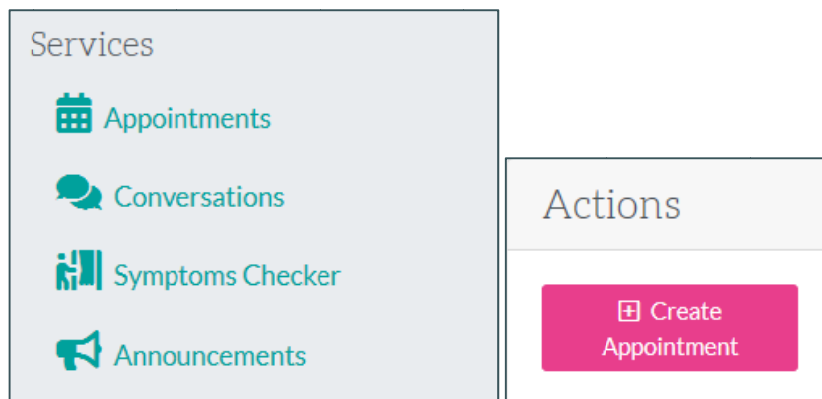 Services
Appointments
Conversations
Symptoms Checker
Announcements
Actions
Create
Appointment